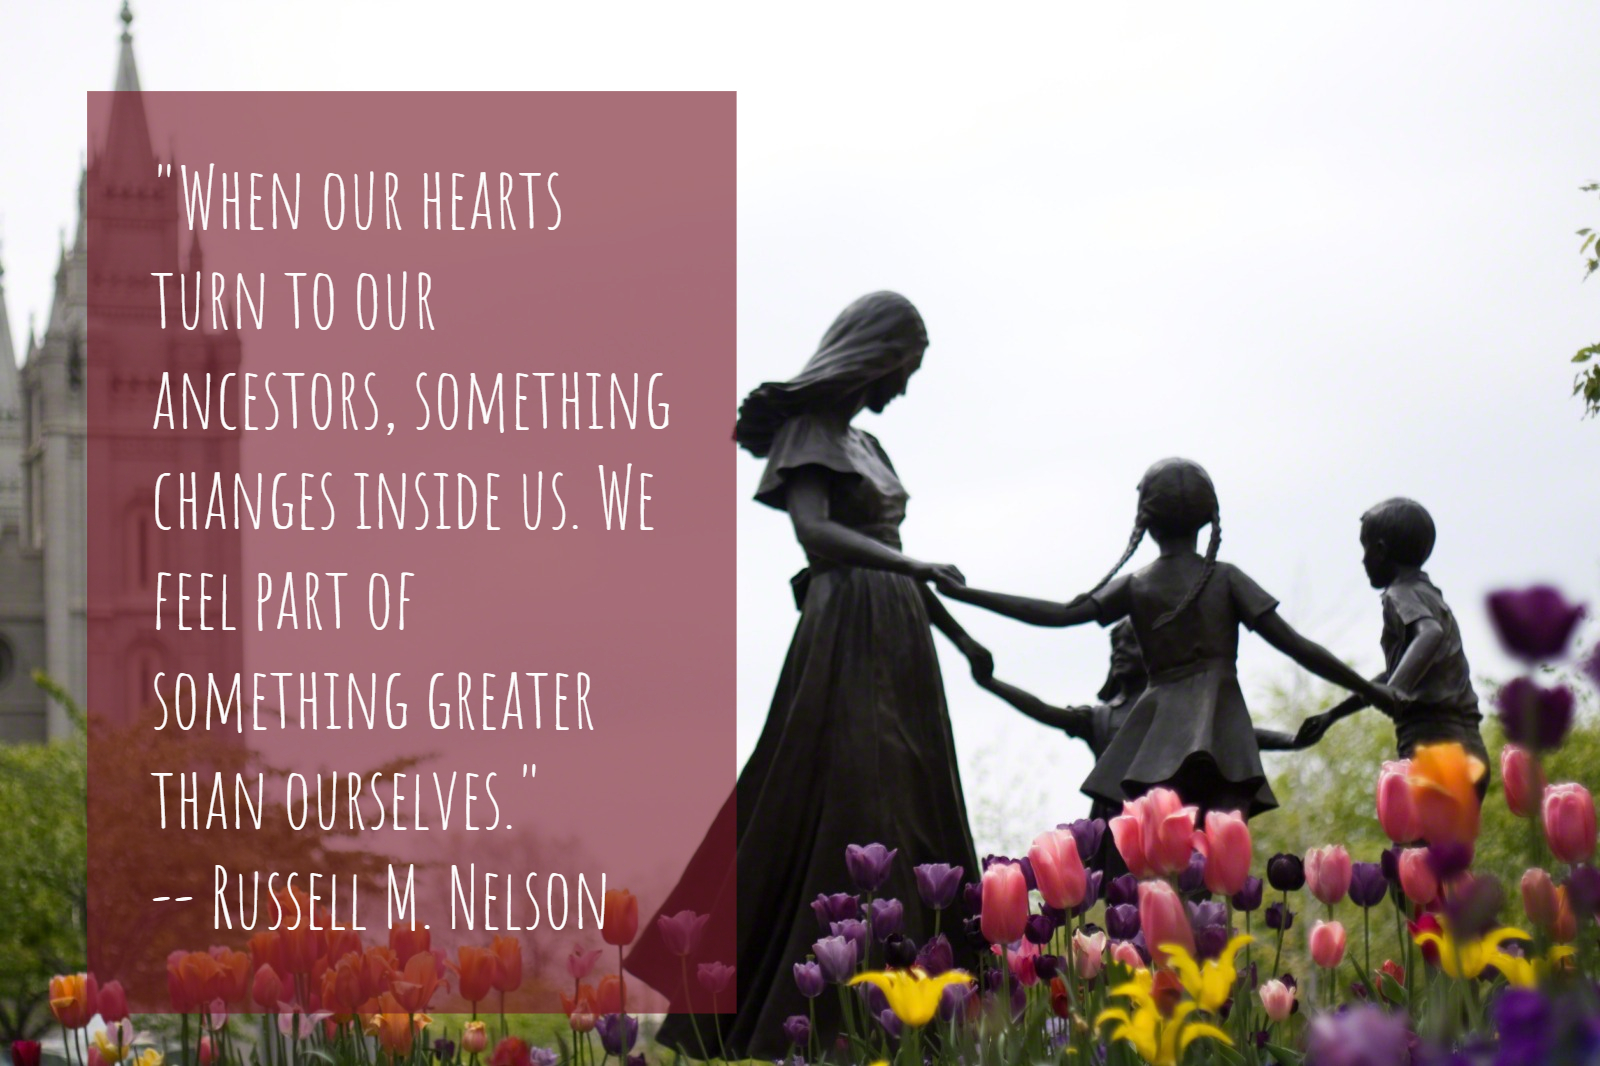 "When our hearts
turn to our
ancestors, something
changes inside us. We
feel part of
something greater
than ourselves."
-- Russell M. Nelson